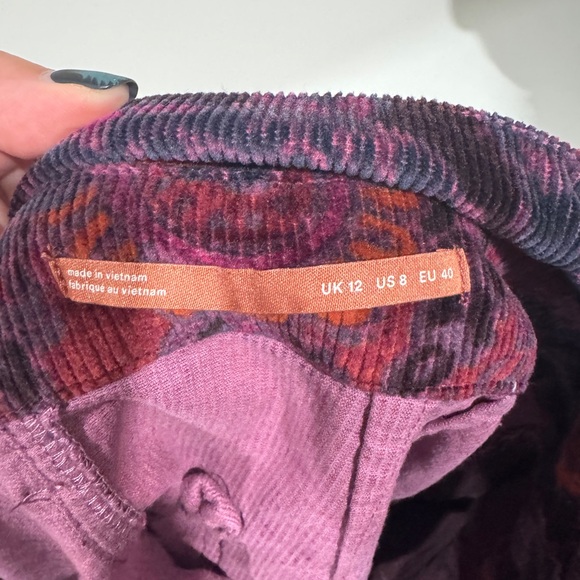 made in vietnam
fabriqué au vietnam
UK 12 US 8 EU 40